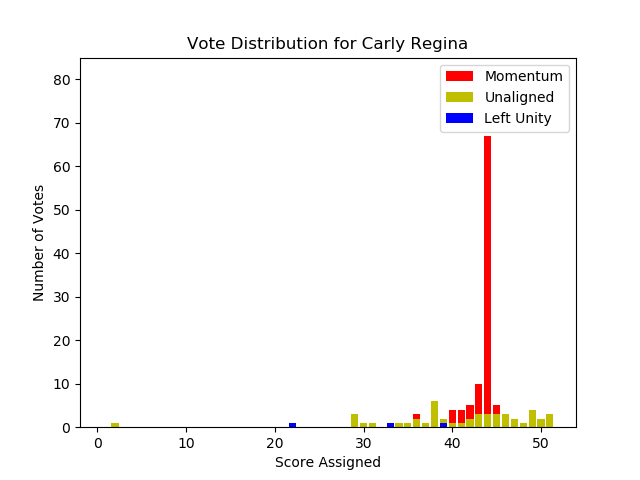 Vote Distribution for Carly Regina
Momentum
Unaligned
Left Unity
Number of Votes
80
70
60
50
40
30
20
10
0
0 10 20 30 40 50
Score Assigned